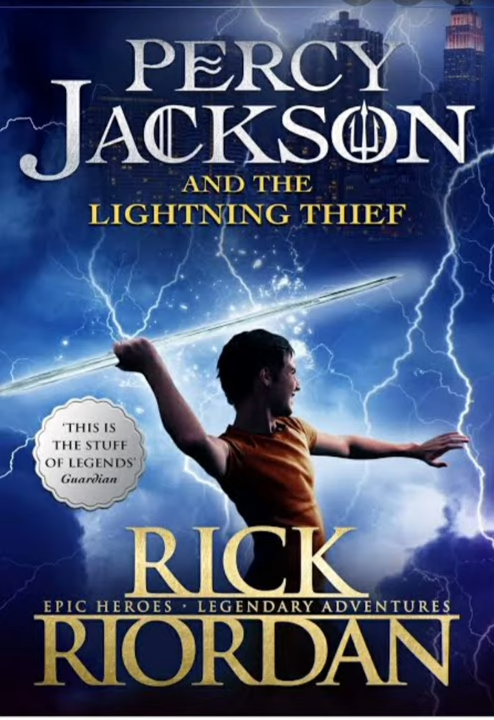 PERCY
JACKSON
AND THE
LIGHTNING THIEF
'THIS IS
THE STUFF
OF LEGENDS'
Guardian
RICK
EPIC HEROES · LEGENDARY ADVENTURES
RIORDAN